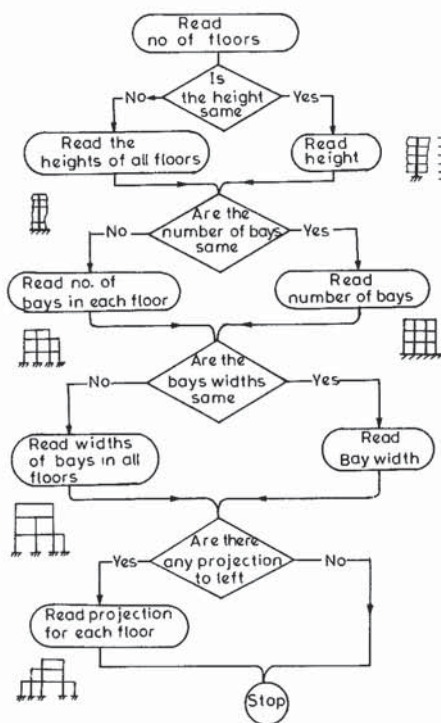 Read
no of floors
Is
the height
same
No
Yes
Read the
heights of all floors
Read
height
Are the
number of bays
same
No
Yes
Read no. of
bays in each floor
Read
number of bays
Are the
bays widths
same
No
Yes
Read widths
of bays in all
floors
Read
Bay width
Are there
any projection
to left
Yes
No
Read projection
for each floor
Stop